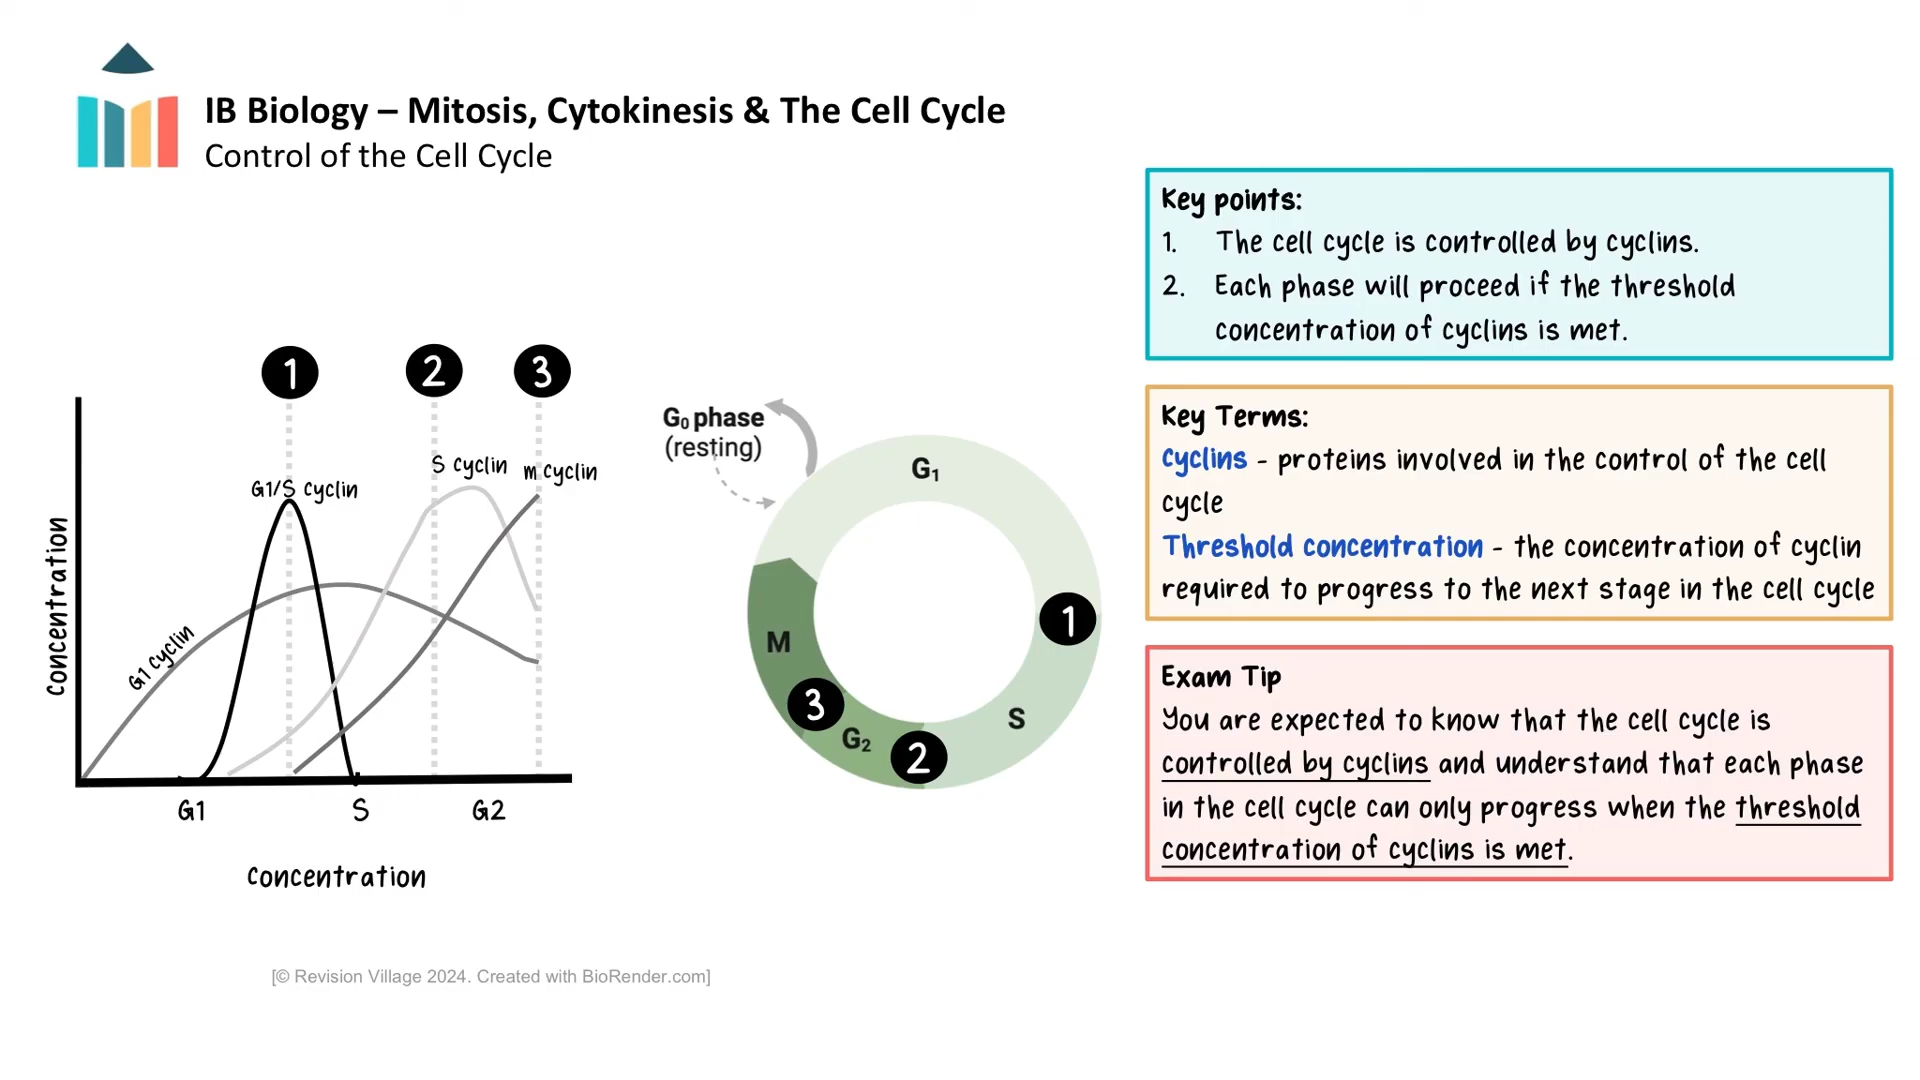 IB Biology – Mitosis, Cytokinesis & The Cell Cycle
Control of the Cell Cycle
1
2
3
G1/S cyclin
S cyclin
m cyclin
G1 cyclin
Concentration
G1
S
G2
Concentration
G₀ phase
(resting)
G₁
1
S
2
G₂
3
M
Key points:
1. The cell cycle is controlled by cyclins.
2. Each phase will proceed if the threshold
concentration of cyclins is met.
Key Terms:
Cyclins - proteins involved in the control of the cell
cycle
Threshold concentration - the concentration of cyclin
required to progress to the next stage in the cell cycle
Exam Tip
You are expected to know that the cell cycle is
controlled by cyclins and understand that each phase
in the cell cycle can only progress when the threshold
concentration of cyclins is met.
[© Revision Village 2024. Created with BioRender.com]